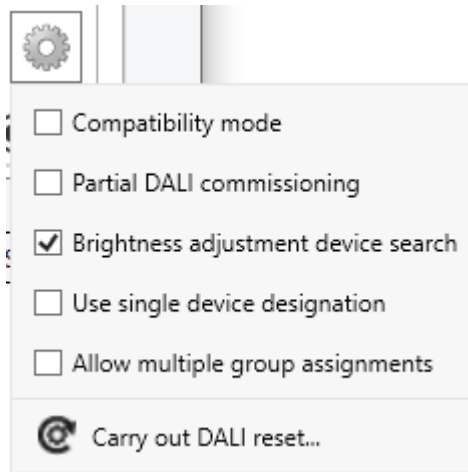 Compatibility mode
Partial DALI commissioning
Brightness adjustment device search
Use single device designation
Allow multiple group assignments
Carry out DALI reset...